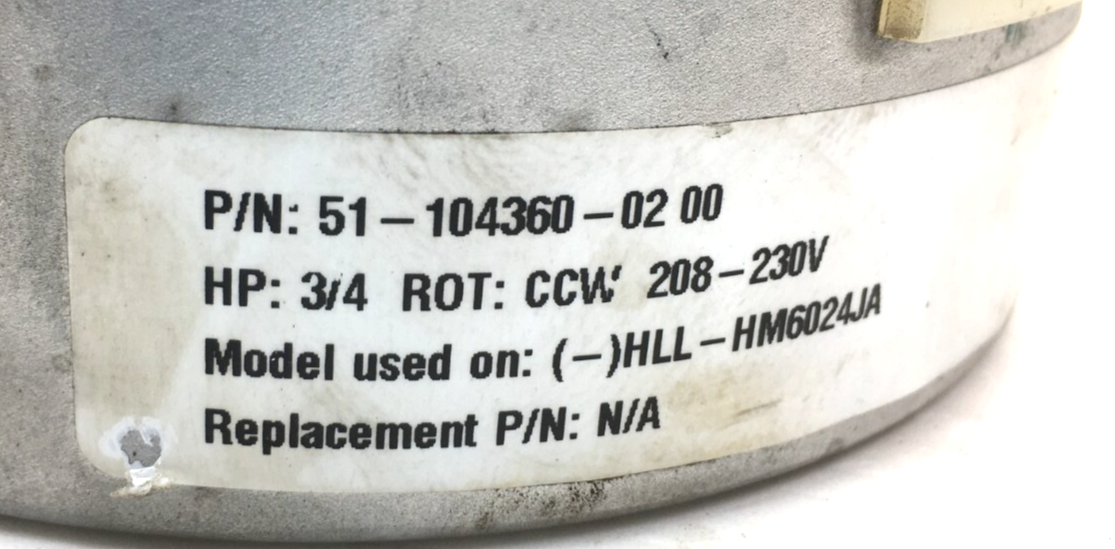 P/N: 51-104360-02 00
HP: 3/4 ROT: CCW 208-230V
Model used on: (-)HLL-HM6024JA
Replacement P/N: N/A